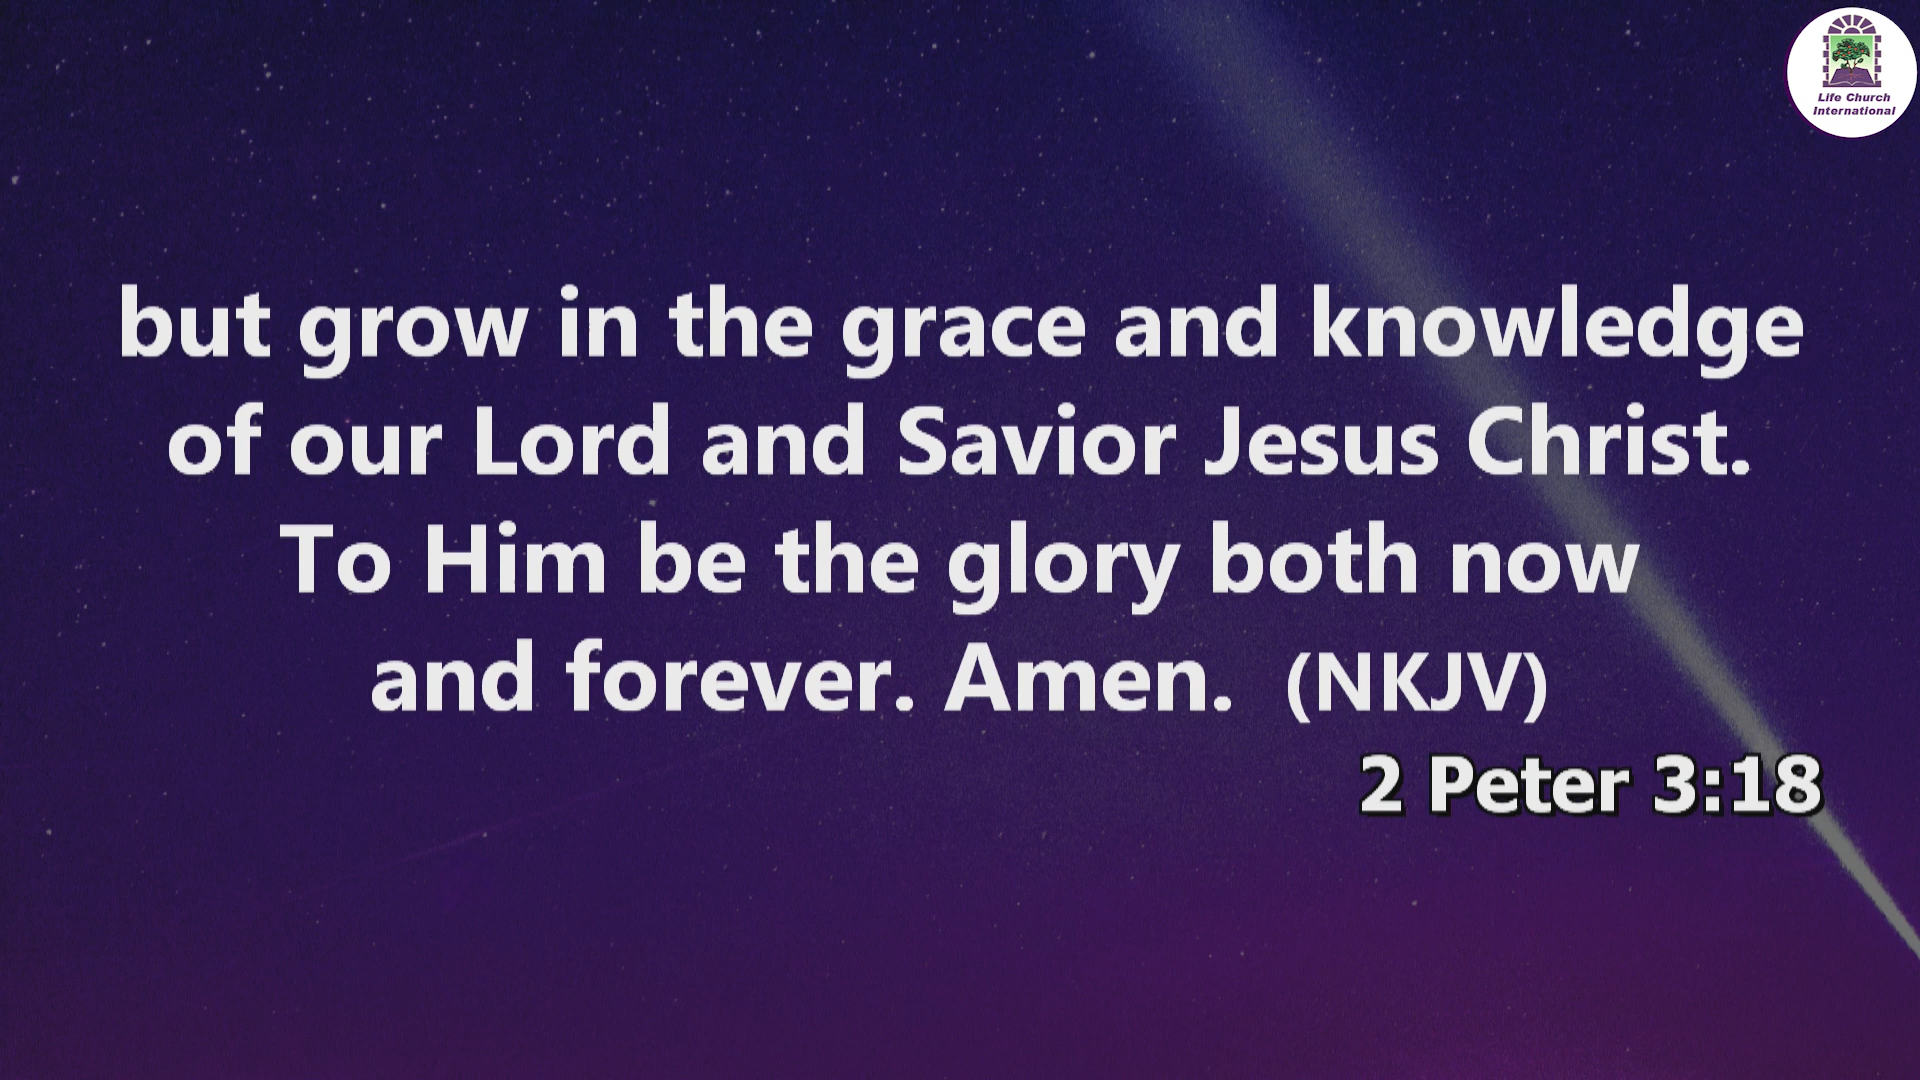 Life Church
International
but grow in the grace and knowledge
of our Lord and Savior Jesus Christ.
To Him be the glory both now
and forever. Amen. (NKJV)
2 Peter 3:18